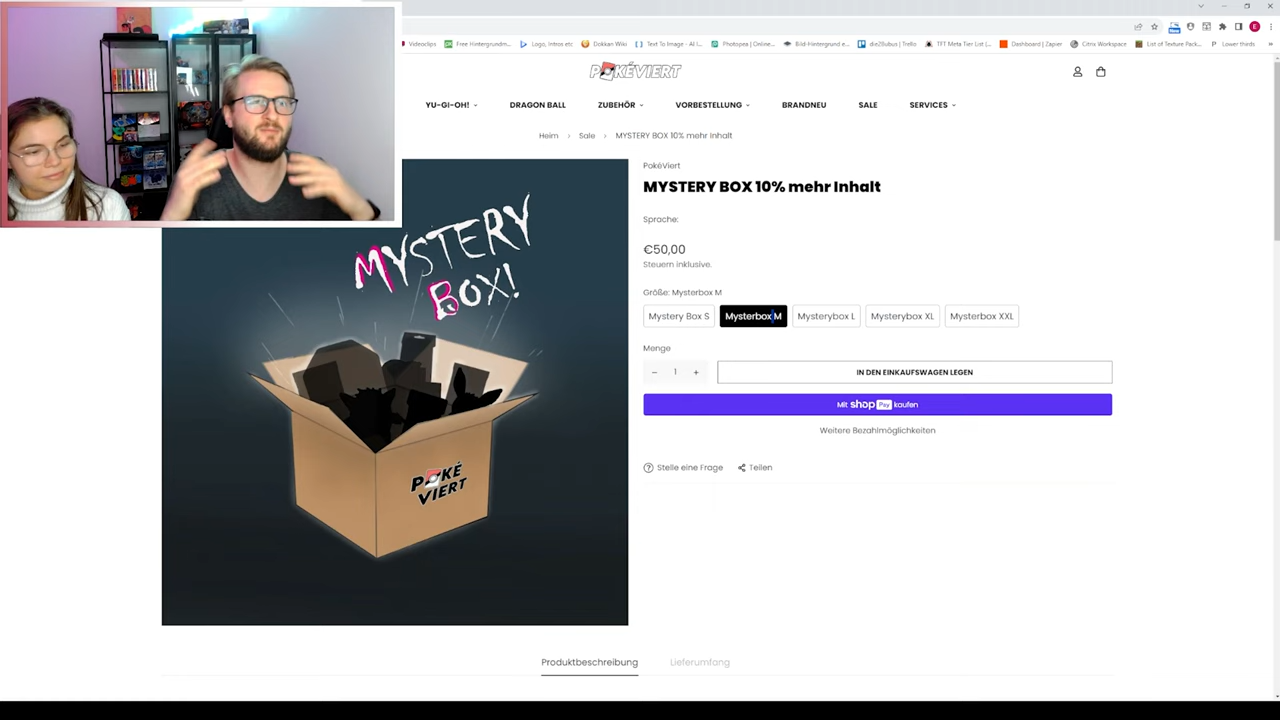 Videoclips
Free Hintergrundm...
Logo, Intros etc
Dokkan Wiki
Text To Image - AI I...
Photopea | Online...
Bild-Hintergrund e...
die28ubus | Trello
TFT Meta Tier List |...
Dashboard | Zapier
Citrix Workspace
List of Texture Pack...
Lower thirds
POKÉVIERT
YU-GI-OH!
DRAGON BALL
ZUBEHÖR
VORBESTELLUNG
BRANDNEU
SALE
SERVICES
Heim > Sale > MYSTERY BOX 10% mehr Inhalt
PokéViert
MYSTERY BOX 10% mehr Inhalt
Sprache:
€50,00
Steuern inklusive.
Größe: Mysterbox M
Mystery Box S
Mysterbox M
Mysterybox L
Mysterybox XL
Mysterbox XXL
Menge
− 1 +
IN DEN EINKAUFSWAGEN LEGEN
Mit shop Pay kaufen
Weitere Bezahlmöglichkeiten
Stelle eine Frage
Teilen
MYSTERY
BOX!
POKÉ
VIERT
Produktbeschreibung
Lieferumfang